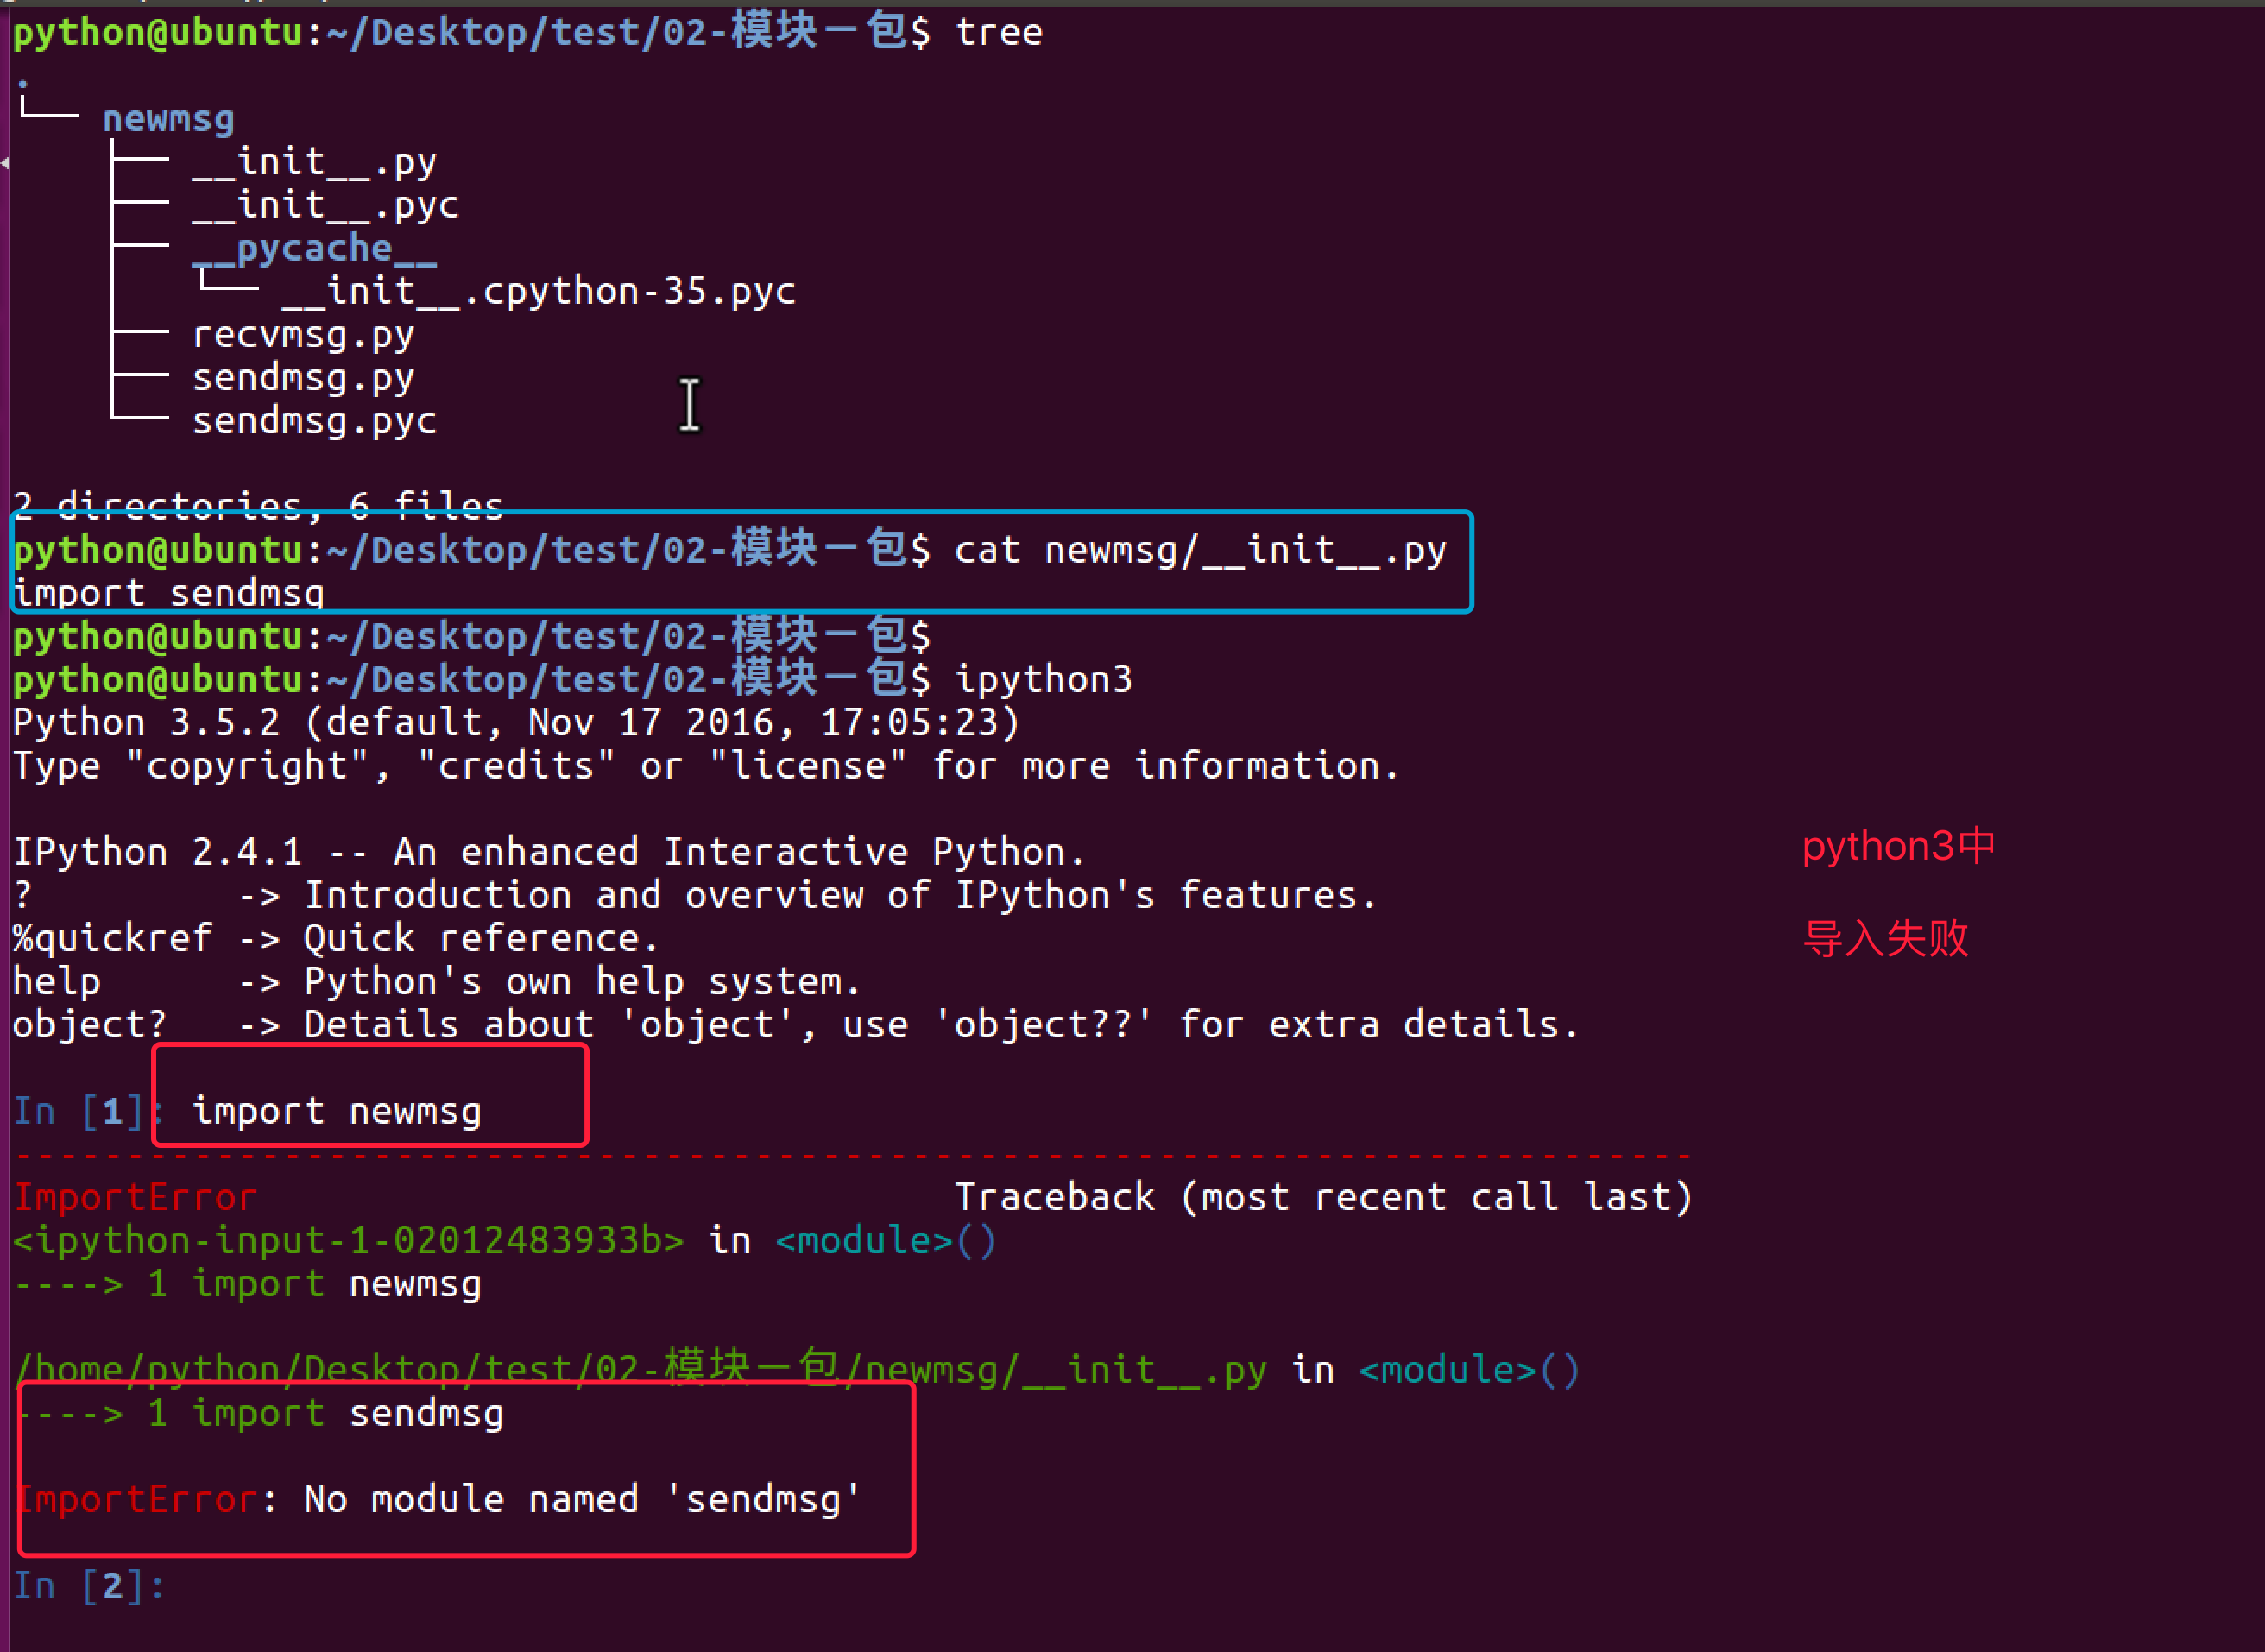 python@ubuntu:~/Desktop/test/02-模块－包$ tree
.
└── newmsg
    ├── __init__.py
    ├── __init__.pyc
    ├── __pycache__
    │   └── __init__.cpython-35.pyc
    ├── recvmsg.py
    ├── sendmsg.py
    └── sendmsg.pyc
2 directories, 6 files
python@ubuntu:~/Desktop/test/02-模块－包$ cat newmsg/__init__.py
import sendmsg
python@ubuntu:~/Desktop/test/02-模块－包$
python@ubuntu:~/Desktop/test/02-模块－包$ ipython3
Python 3.5.2 (default, Nov 17 2016, 17:05:23)
Type "copyright", "credits" or "license" for more information.
IPython 2.4.1 -- An enhanced Interactive Python.
?         -> Introduction and overview of IPython's features.
%quickref -> Quick reference.
help      -> Python's own help system.
object?   -> Details about 'object', use 'object??' for extra details.
python3中
导入失败
In [1]: import newmsg
---------------------------------------------------------------------------
ImportError                               Traceback (most recent call last)
<ipython-input-1-02012483933b> in <module>()
----> 1 import newmsg
/home/python/Desktop/test/02-模块－包/newmsg/__init__.py in <module>()
----> 1 import sendmsg
ImportError: No module named 'sendmsg'
In [2]: